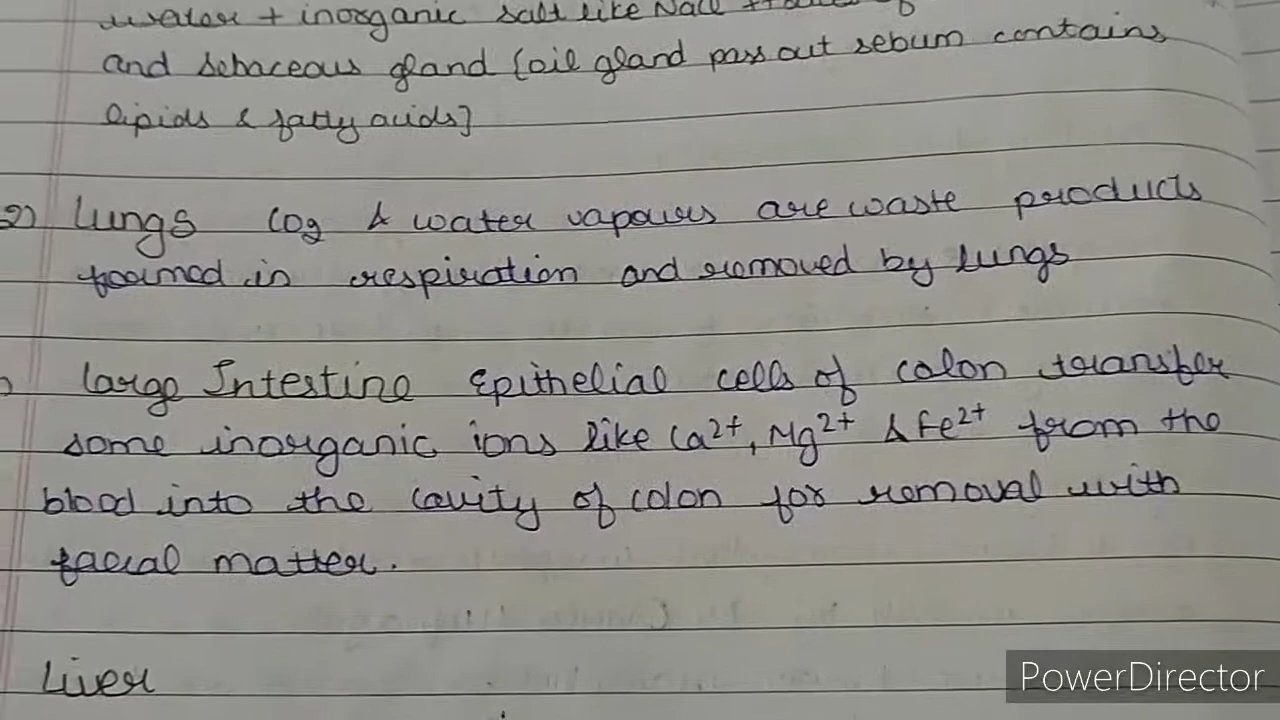 water + inorganic salt like NaCl
and sebaceous gland [oil gland pass out sebum contains
lipids & fatty acids]
2) Lungs CO2 & water vapours are waste products
formed in respiration and removed by lungs
Large Intestine Epithelial cells of colon transfer
some inorganic ions like Ca2+, Mg2+ & Fe2+ from the
blood into the cavity of colon for removal with
faecal matter.
Liver
PowerDirector